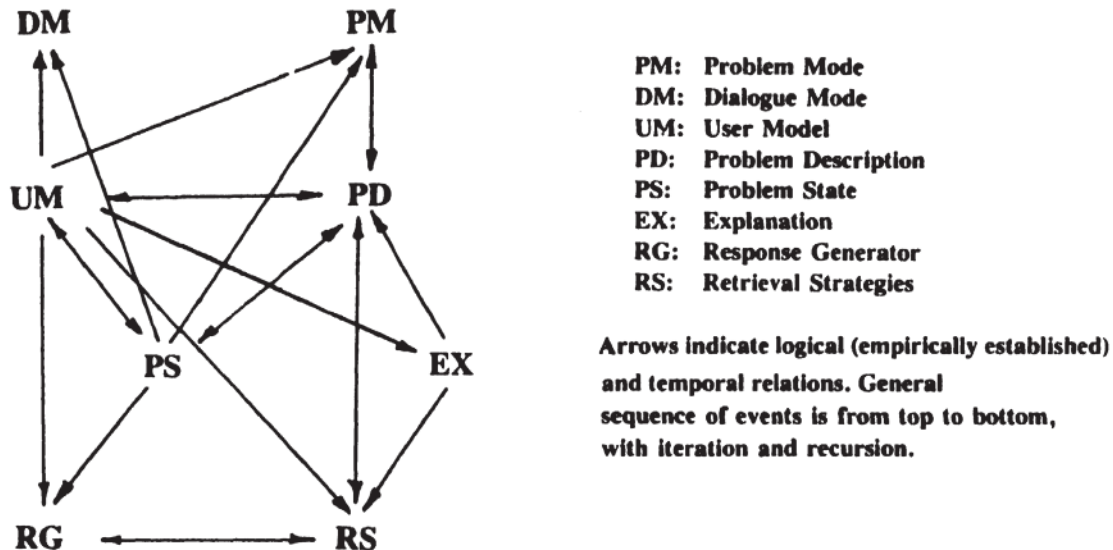 DM PM
UM PD
PS EX
RG RS
PM: Problem Mode
DM: Dialogue Mode
UM: User Model
PD: Problem Description
PS: Problem State
EX: Explanation
RG: Response Generator
RS: Retrieval Strategies
Arrows indicate logical (empirically established)
and temporal relations. General
sequence of events is from top to bottom,
with iteration and recursion.